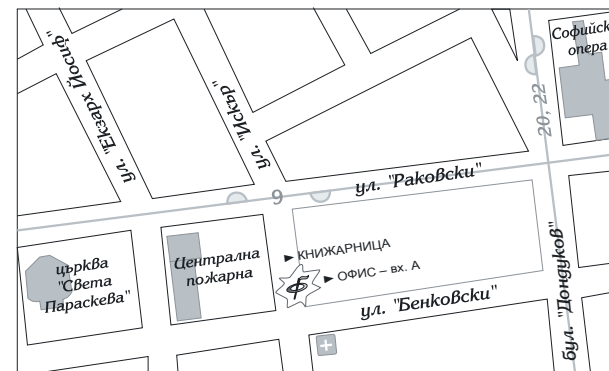 Софийск
опера
ул. "Екзарх Йосиф"
ул. "Искър"
20, 22
ул. "Раковски"
9
църква
"Света
Параскева"
Централна
пожарна
КНИЖАРНИЦА
ОФИС – вх. А
ул. "Бенковски"
бул. "Дондуков"